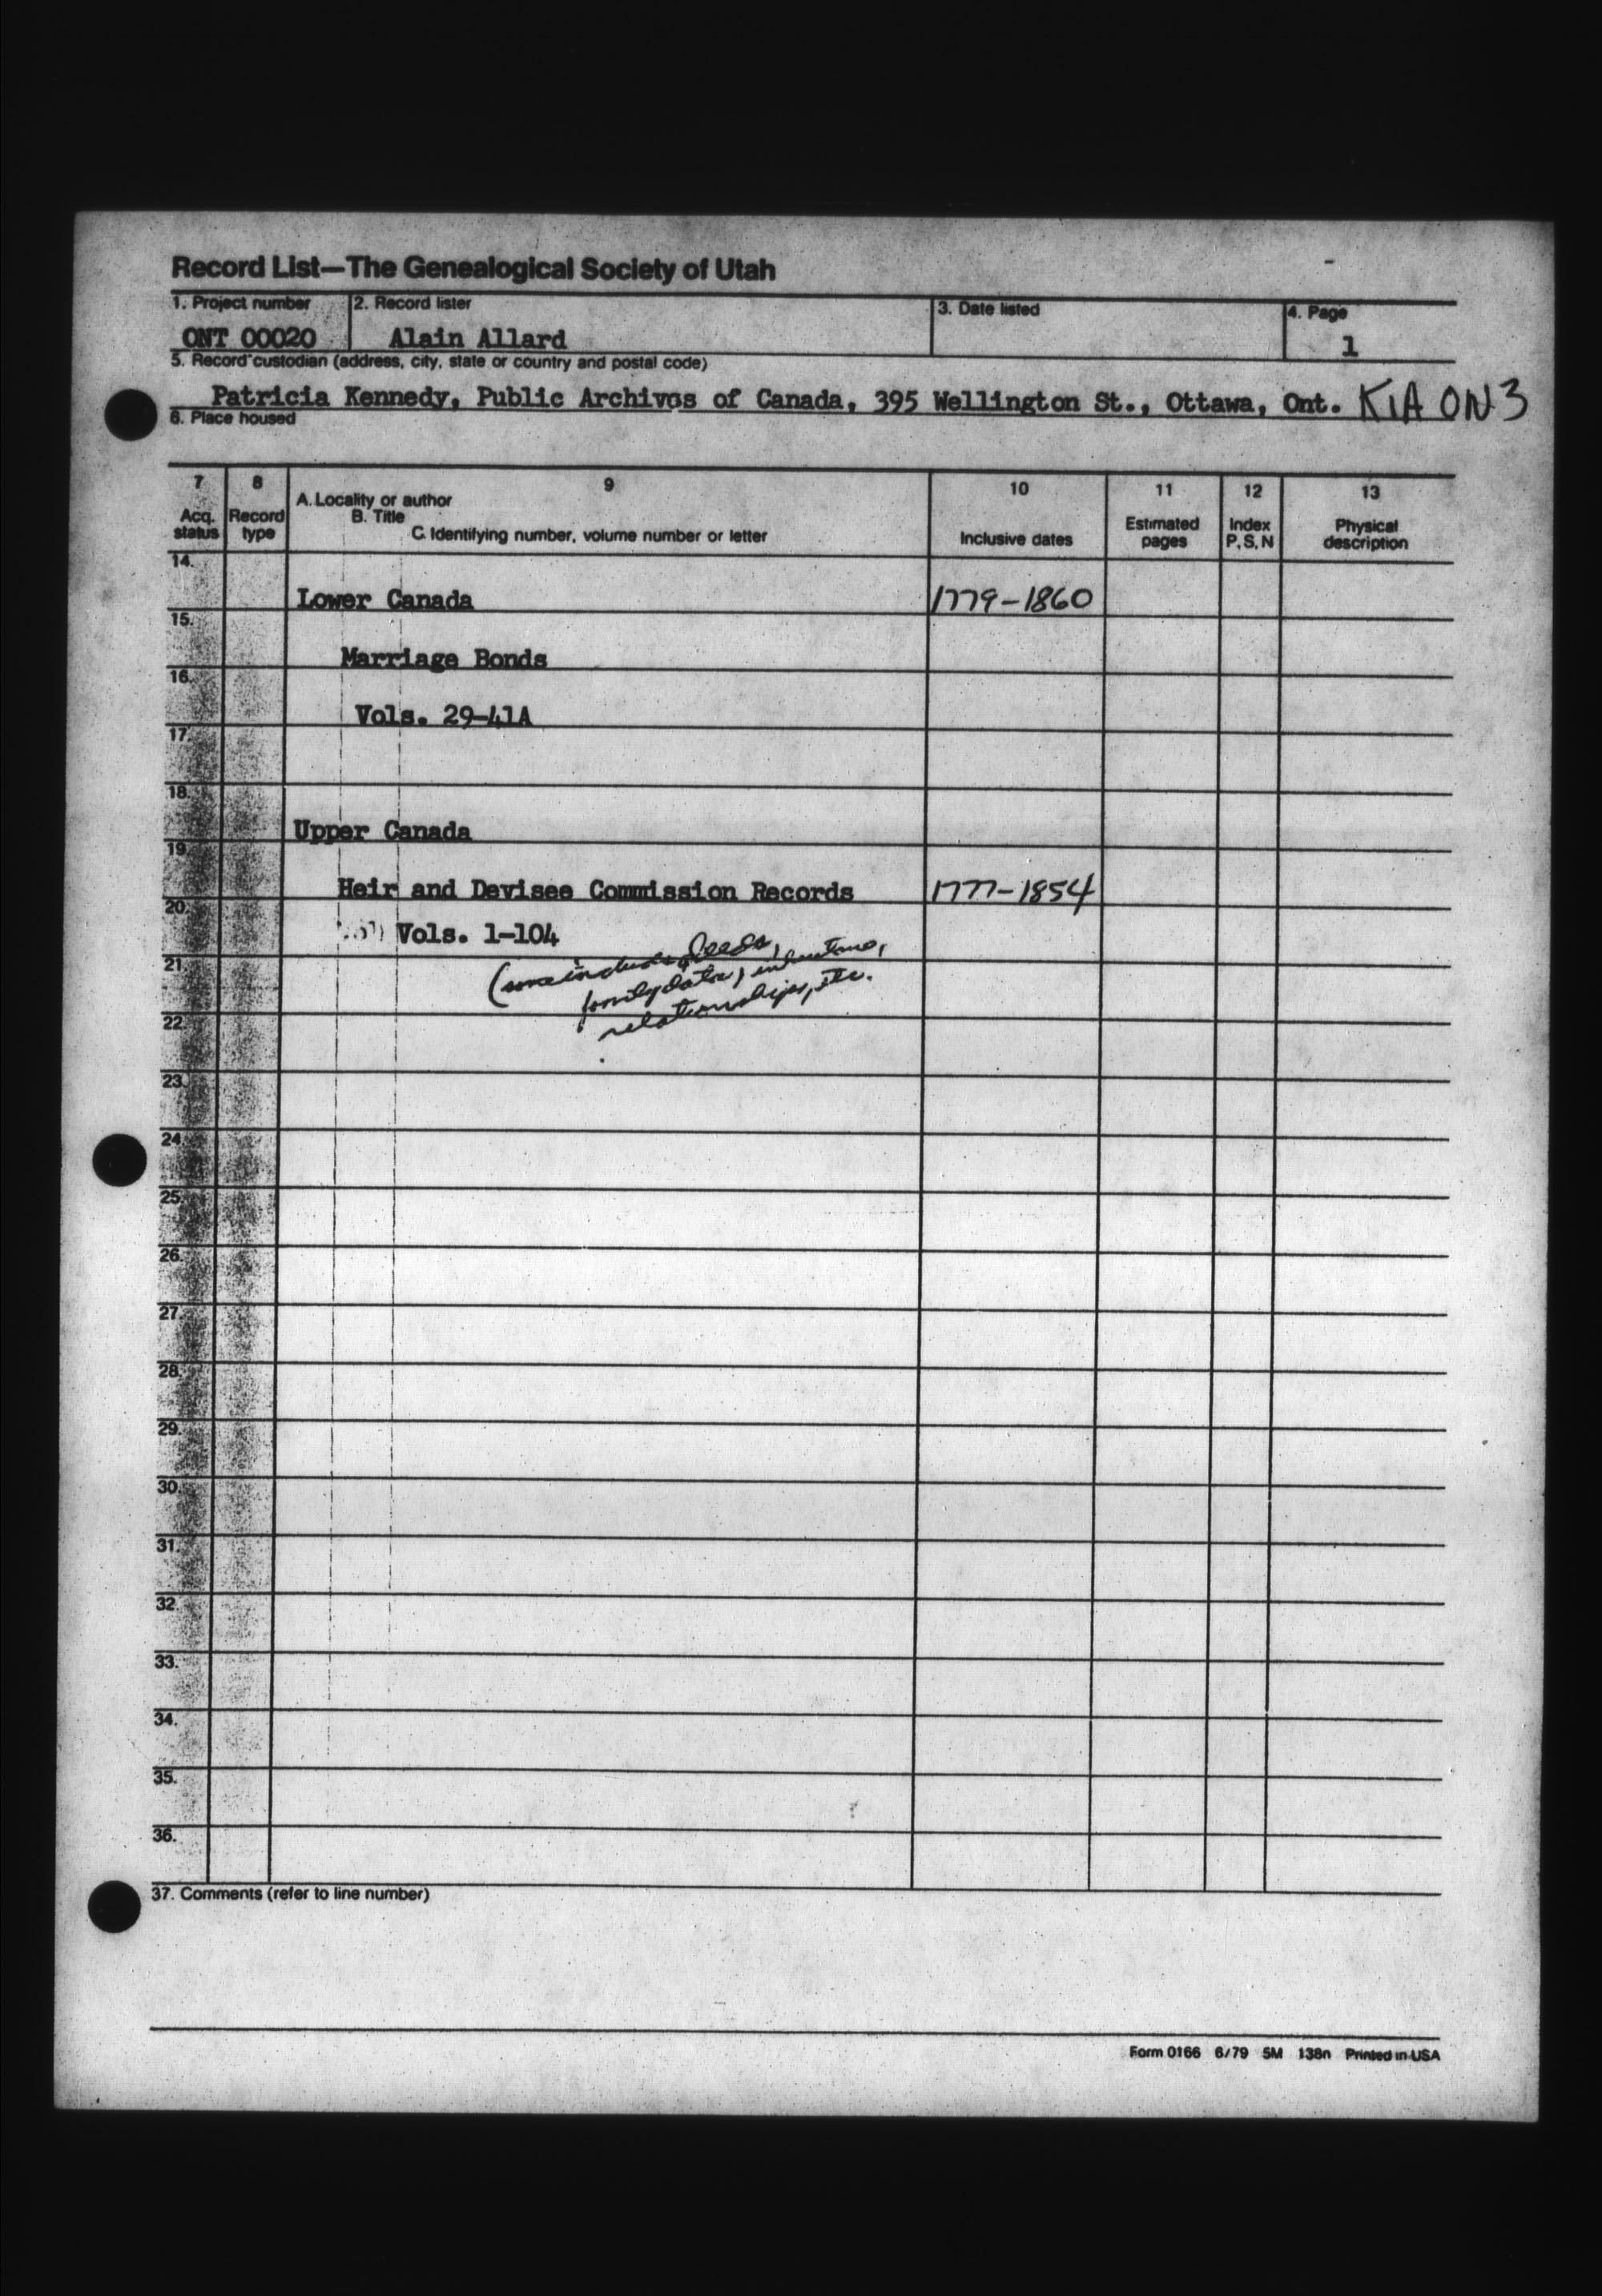 Record List—The Genealogical Society of Utah
1. Project number 2. Record lister 3. Date listed 4. Page
ONT 00020 Alain Allard 1
5. Record custodian (address, city, state or country and postal code)
Patricia Kennedy, Public Archives of Canada, 395 Wellington St., Ottawa, Ont. K1A ON3
6. Place housed
7 8 9 10 11 12 13
A. Locality or author
Acq. Record B. Title Estimated Index Physical
status type C. Identifying number, volume number or letter Inclusive dates pages P, S, N description
14.
Lower Canada 1779-1860
15.
Marriage Bonds
16.
Vols. 29-41A
17.
18.
Upper Canada
19.
Heir and Devisee Commission Records 1777-1854
20.
Vols. 1-104
21.
(some include deeds,
family data,
relationships, etc.
22.
23.
24.
25.
26.
27.
28.
29.
30.
31.
32.
33.
34.
35.
36.
37. Comments (refer to line number)
Form 0166 6/79 5M 138n Printed in USA